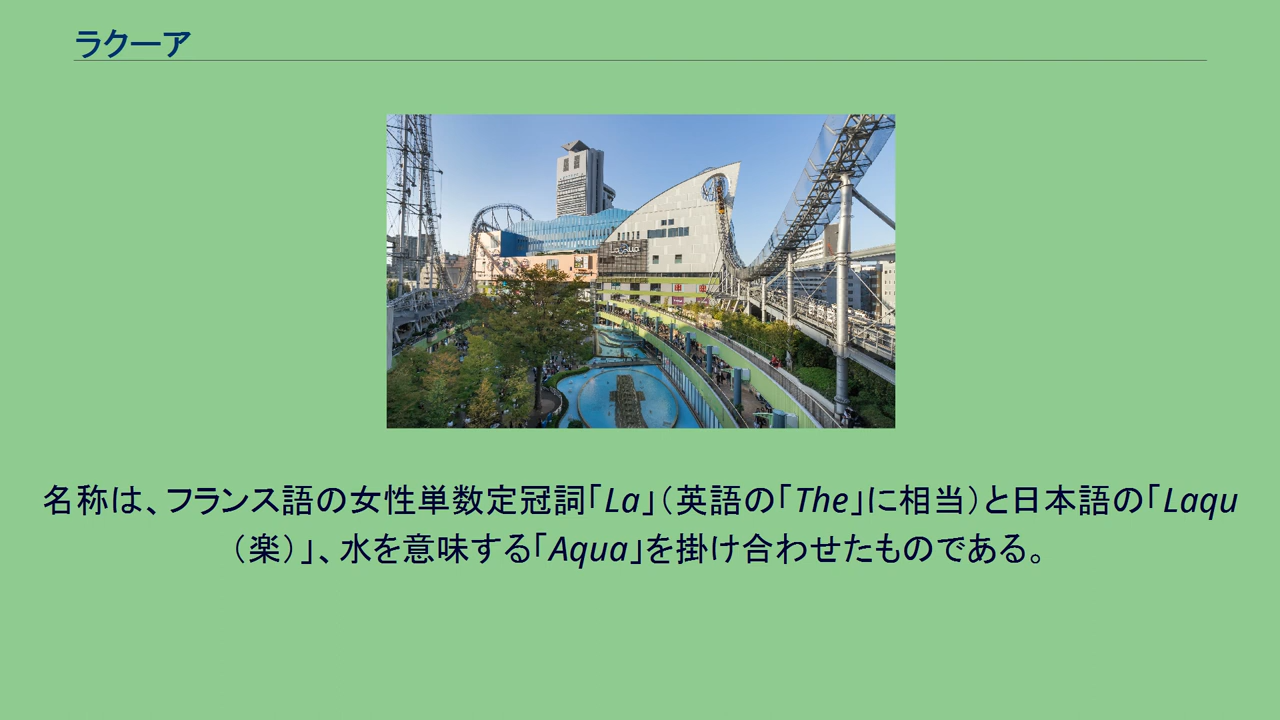 ラクーア
名称は、フランス語の女性単数定冠詞「La」（英語の「The」に相当）と日本語の「Laqu
（楽）」、水を意味する「Aqua」を掛け合わせたものである。